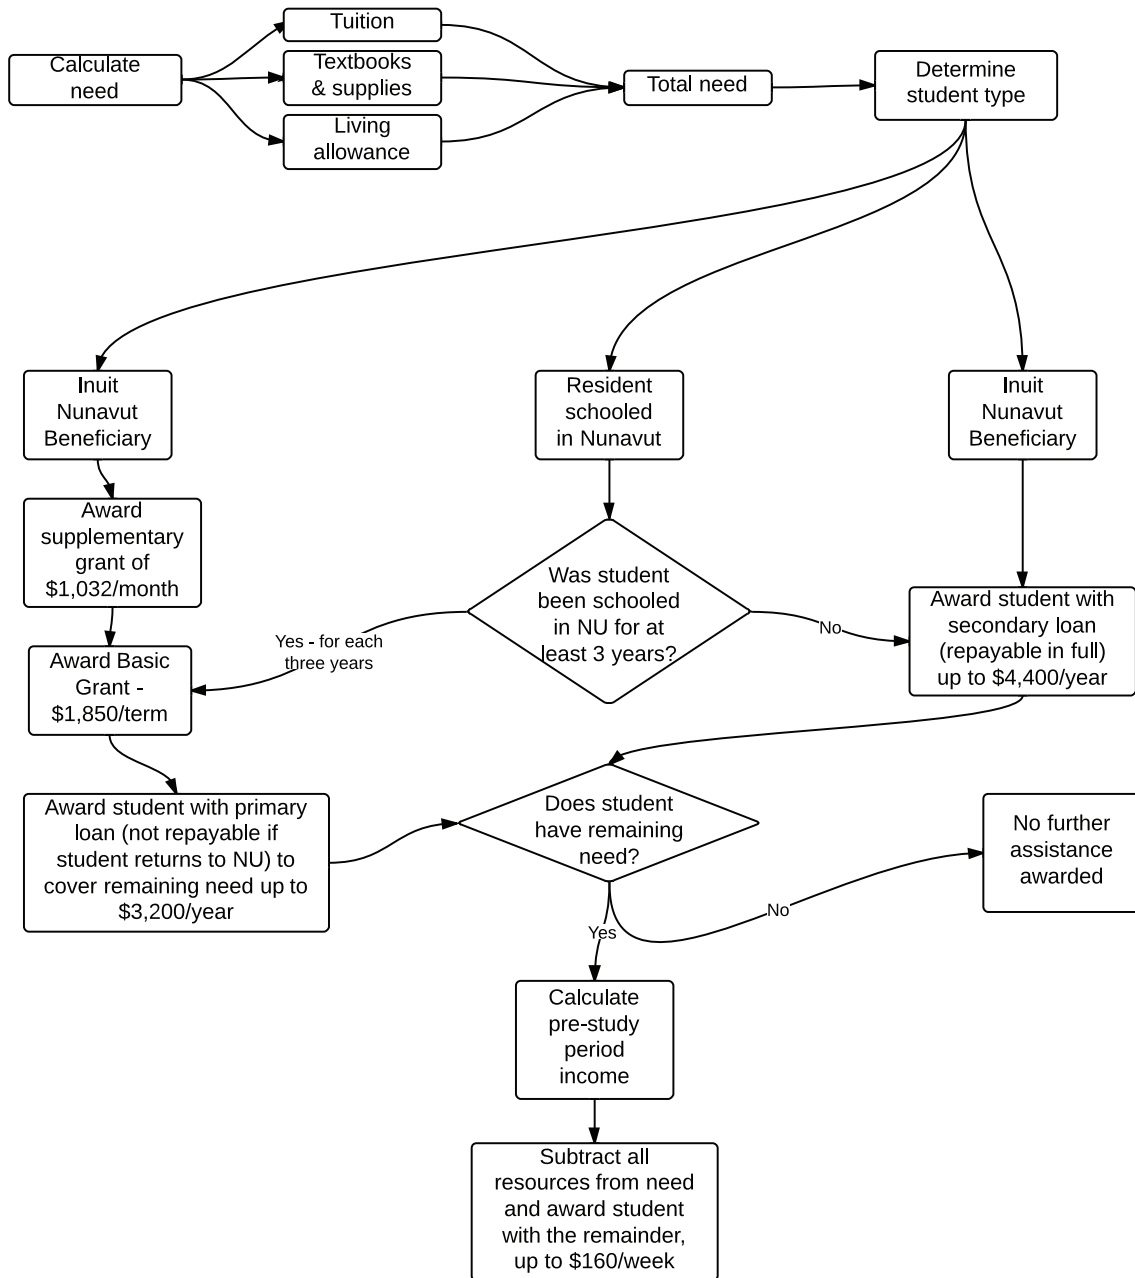 Tuition
Calculate
need
Textbooks
& supplies
Living
allowance
Total need
Determine
student type
Inuit
Nunavut
Beneficiary
Resident
schooled
in Nunavut
Inuit
Nunavut
Beneficiary
Award
supplementary
grant of
$1,032/month
Was student
been schooled
in NU for at
least 3 years?
Yes - for each
three years
No
Award student with
secondary loan
(repayable in full)
up to $4,400/year
Award Basic
Grant -
$1,850/term
Award student with primary
loan (not repayable if
student returns to NU) to
cover remaining need up to
$3,200/year
Does student
have remaining
need?
No further
assistance
awarded
Yes
No
Calculate
pre-study
period
income
Subtract all
resources from need
and award student
with the remainder,
up to $160/week